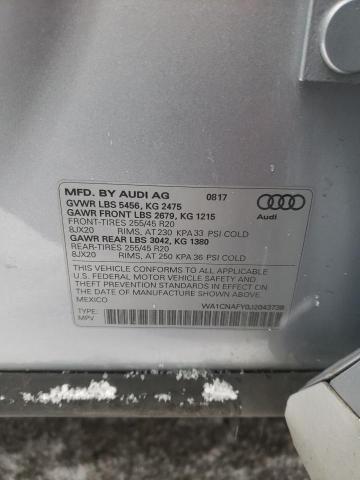 MFD. BY AUDI AG 08.17
GVWR LBS 5456, KG 2475
GAWR FRONT LBS 2679, KG 1215
FRONT-TIRES 255/45 R20
8JX20 RIMS, AT 230 KPA 33 PSI COLD
GAWR REAR LBS 3042, KG 1380
REAR-TIRES 255/45 R20
8JX20 RIMS, AT 250 KPA 36 PSI COLD
Audi
THIS VEHICLE CONFORMS TO ALL APPLICABLE
U.S. FEDERAL MOTOR VEHICLE SAFETY AND
THEFT PREVENTION STANDARDS IN EFFECT ON
THE DATE OF MANUFACTURE SHOWN ABOVE.
MEXICO
TYPE: WA1CNAFY0J2043738
MPV